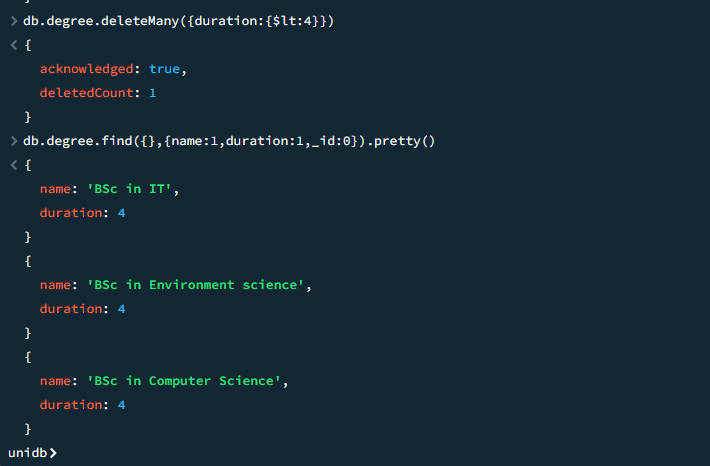 }
> db.degree.deleteMany({duration:{$lt:4}})
< {
acknowledged: true,
deletedCount: 1
}
> db.degree.find({},{name:1,duration:1,_id:0}).pretty()
< {
name: 'BSc in IT',
duration: 4
}
{
name: 'BSc in Environment science',
duration: 4
}
{
name: 'BSc in Computer Science',
duration: 4
}
unidb>